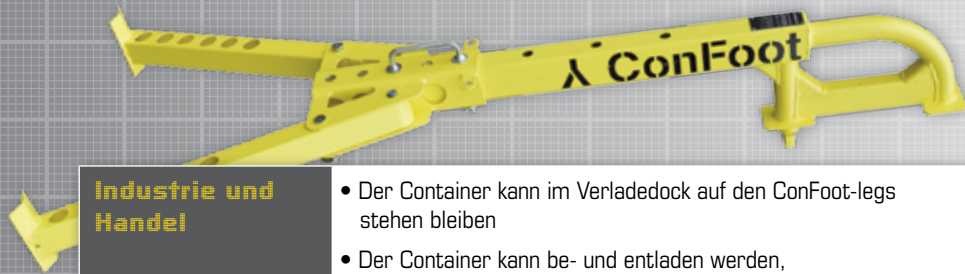 ConFoot
Industrie und
Handel
• Der Container kann im Verladedock auf den ConFoot-legs
stehen bleiben
• Der Container kann be- und entladen werden,